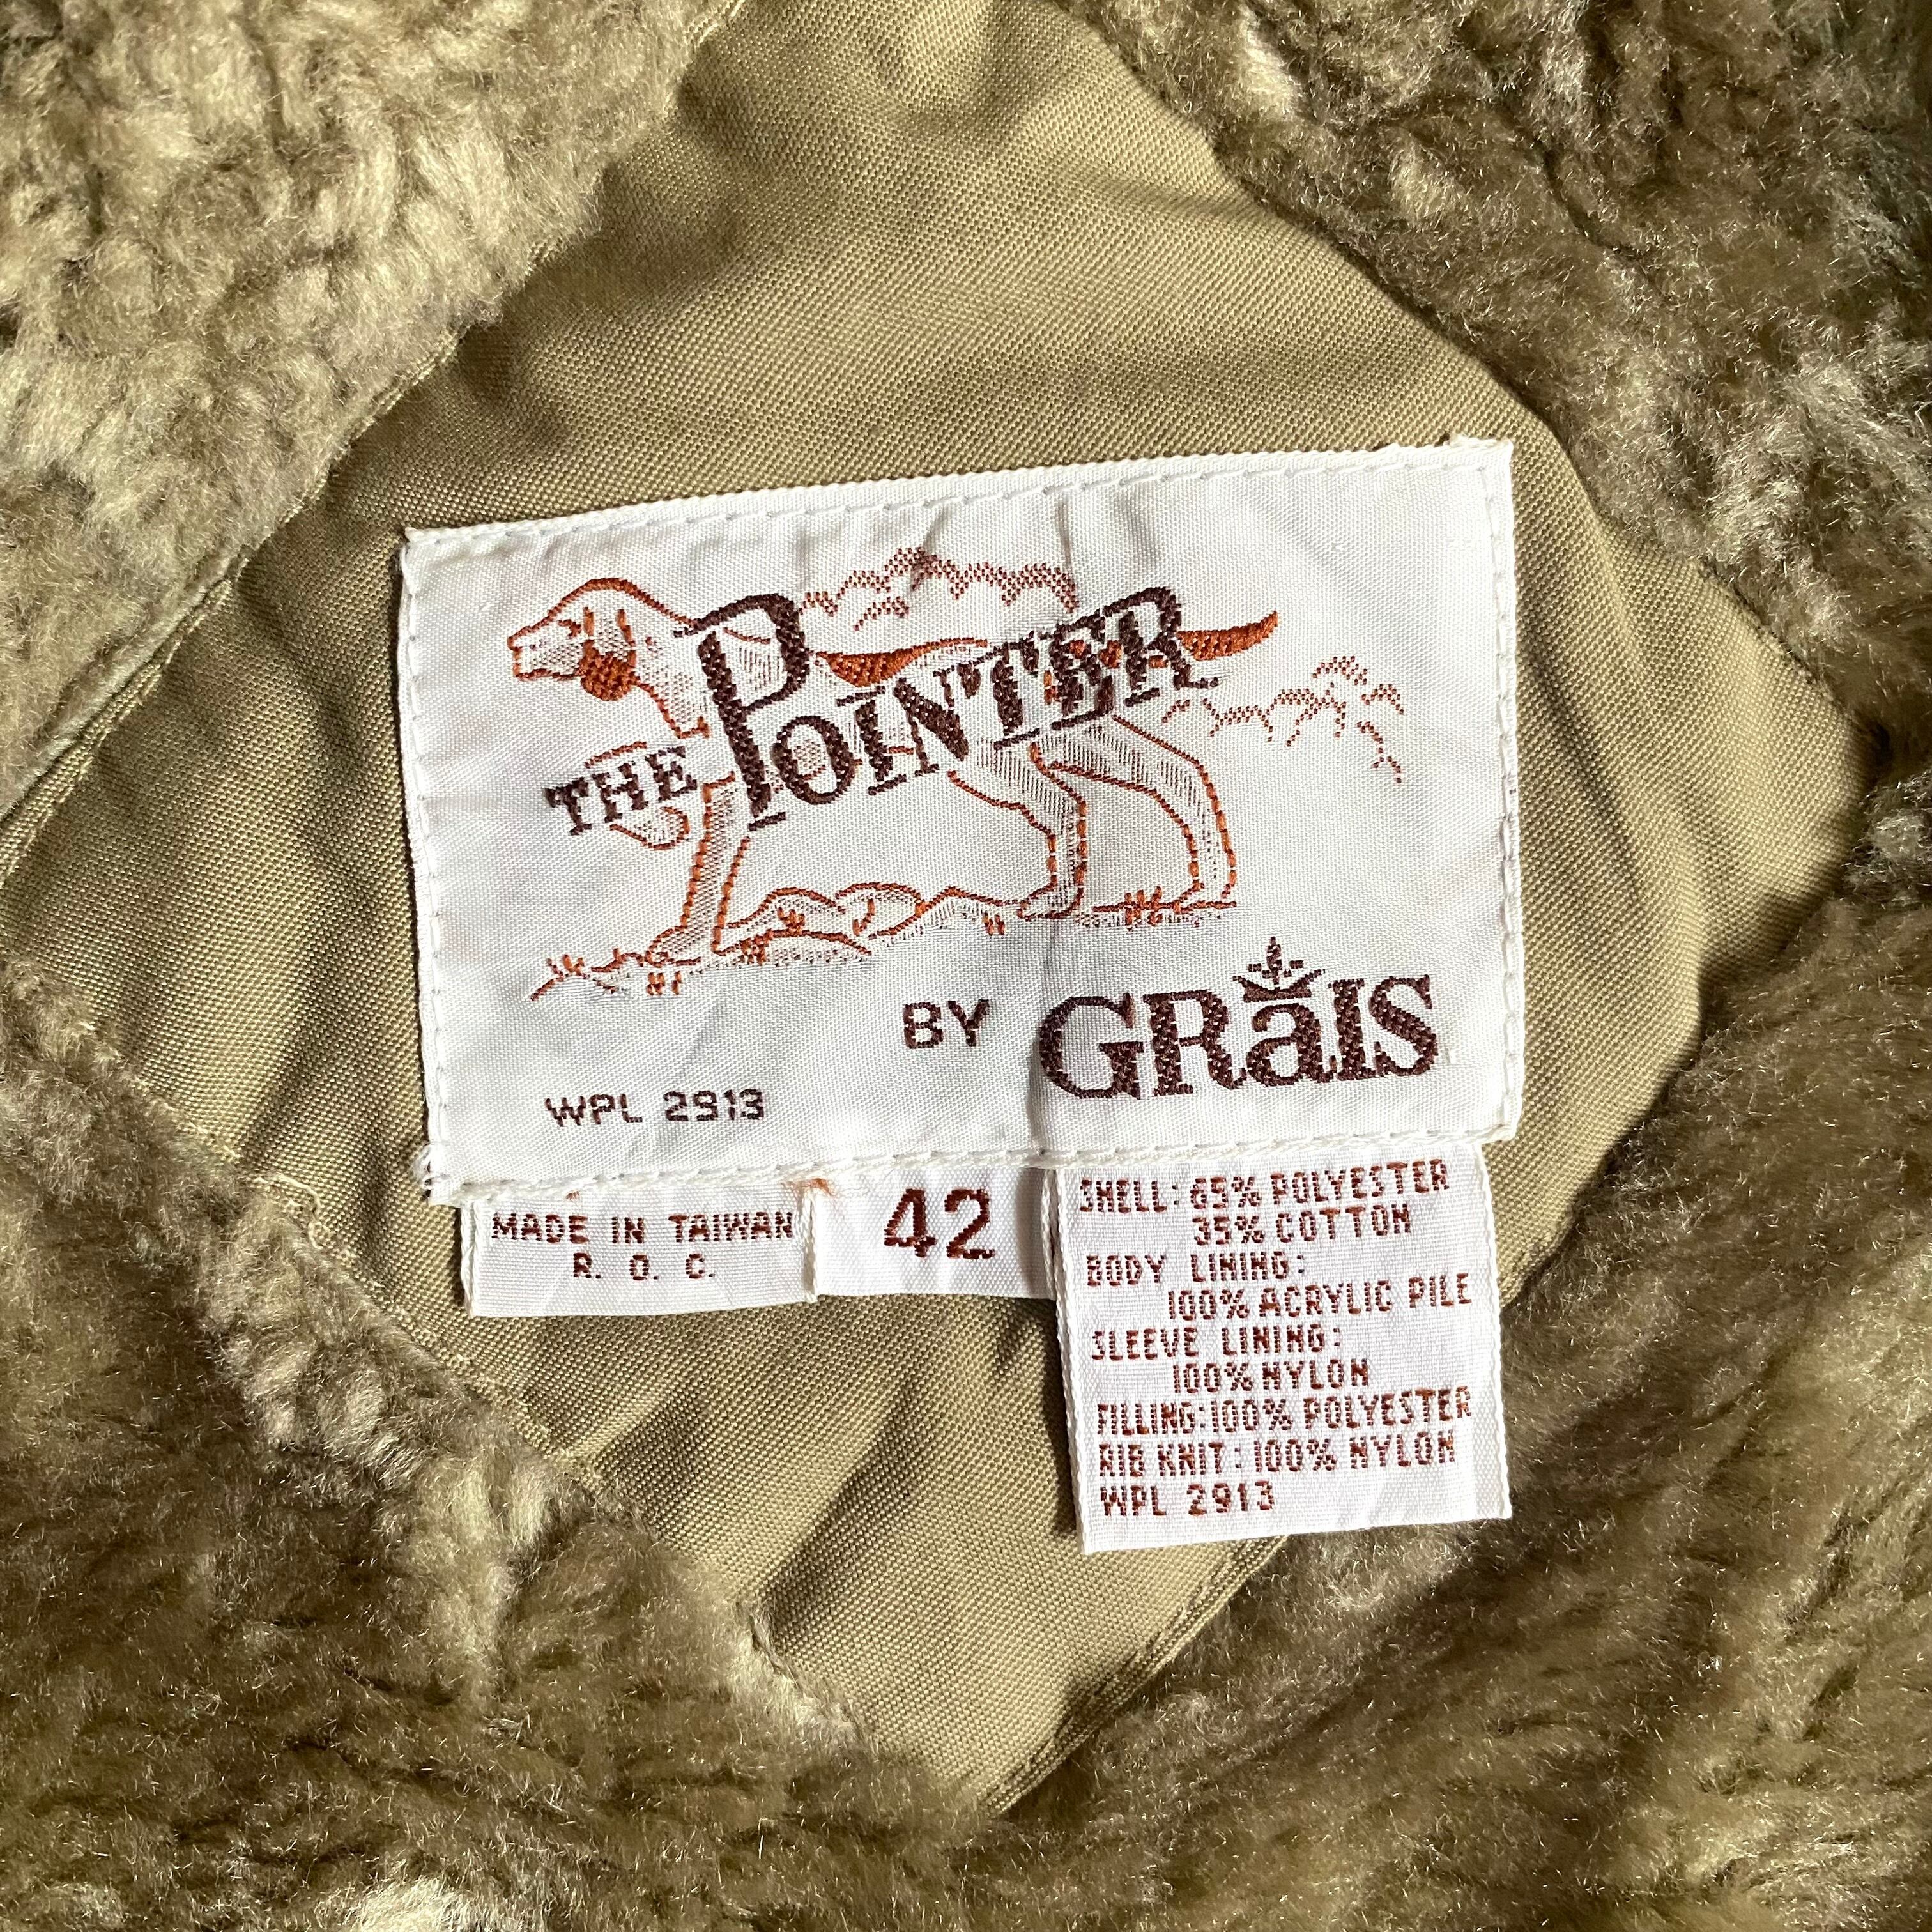 THE POINTER
BY GRāIS
WPL 2913
MADE IN TAIWAN
R. O. C.
42
SHELL: 65% POLYESTER
35% COTTON
BODY LINING:
100% ACRYLIC PILE
SLEEVE LINING:
100% NYLON
FILLING: 100% POLYESTER
RIB KNIT: 100% NYLON
WPL 2913